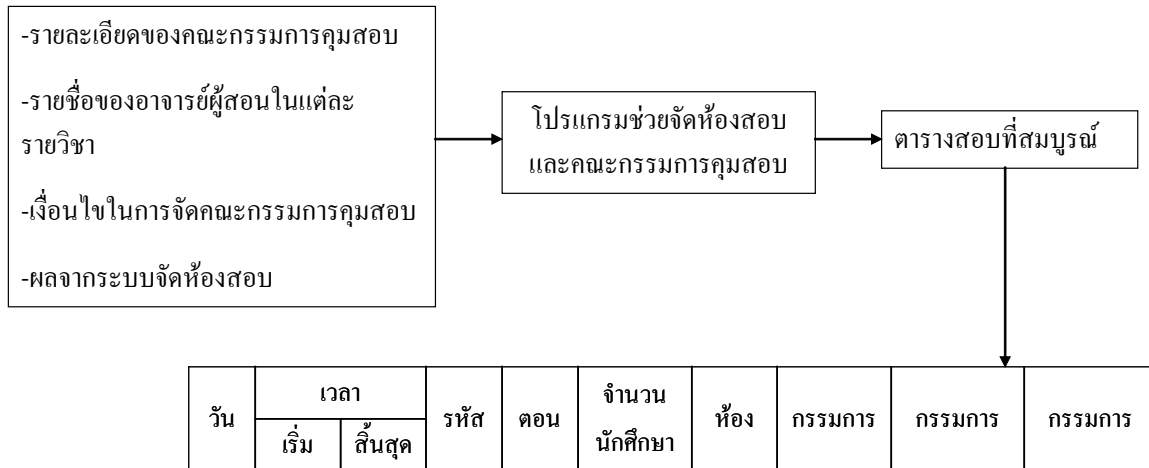 -รายละเอียดของคณะกรรมการคุมสอบ
-รายชื่อของอาจารย์ผู้สอนในแต่ละ
รายวิชา
-เงื่อนไขในการจัดคณะกรรมการคุมสอบ
-ผลจากระบบจัดห้องสอบ
โปรแกรมช่วยจัดห้องสอบ
และคณะกรรมการคุมสอบ
ตารางสอบที่สมบูรณ์
วัน
เวลา
เริ่ม
สิ้นสุด
รหัส
ตอน
จำนวน
นักศึกษา
ห้อง
กรรมการ
กรรมการ
กรรมการ